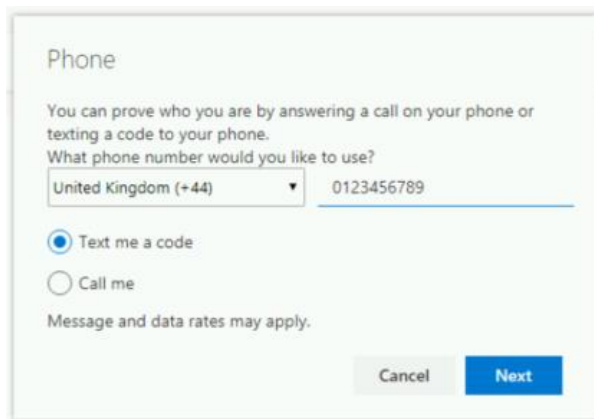 Phone
You can prove who you are by answering a call on your phone or
texting a code to your phone.
What phone number would you like to use?
United Kingdom (+44) 0123456789
Text me a code
Call me
Message and data rates may apply.
Cancel Next